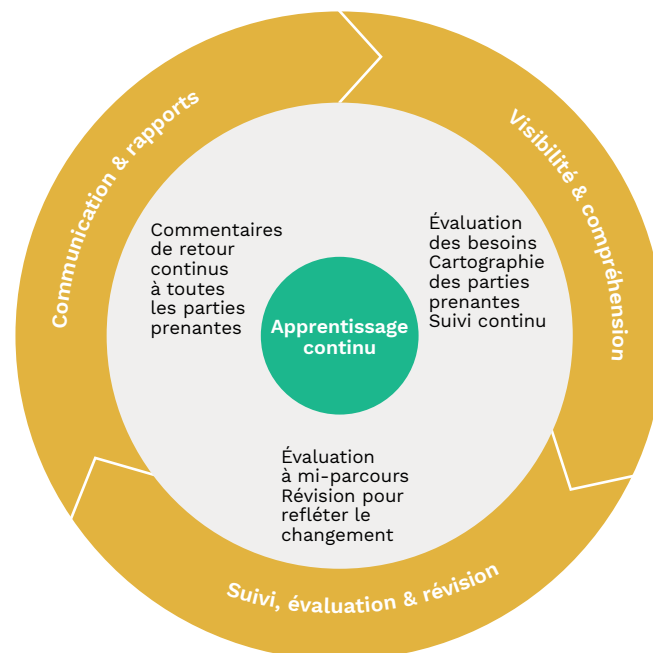 Communication & rapports
Visibilité & compréhension
Commentaires
de retour
continus
à toutes
les parties
prenantes
Évaluation
des besoins
Cartographie
des parties
prenantes
Suivi continu
Apprentissage
continu
Évaluation
à mi-parcours
Révision pour
refléter le
changement
Suivi, évaluation & révision